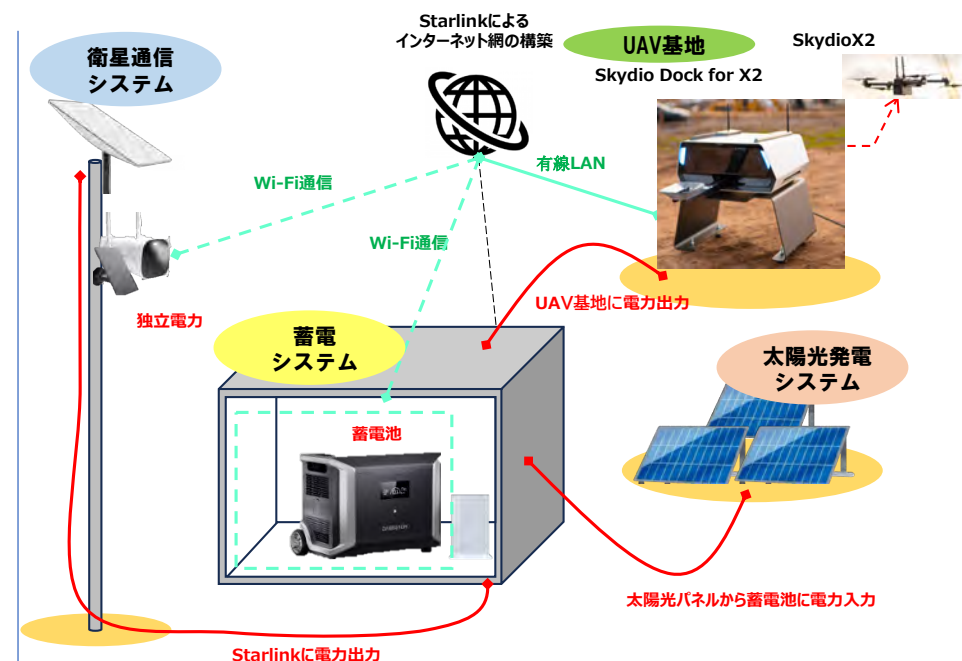 Starlinkによる
インターネット網の構築
UAV基地
SkydioX2
衛星通信
システム
Skydio Dock for X2
有線LAN
Wi-Fi通信
Wi-Fi通信
独立電力
UAV基地に電力出力
蓄電
システム
太陽光発電
システム
蓄電池
太陽光パネルから蓄電池に電力入力
Starlinkに電力出力